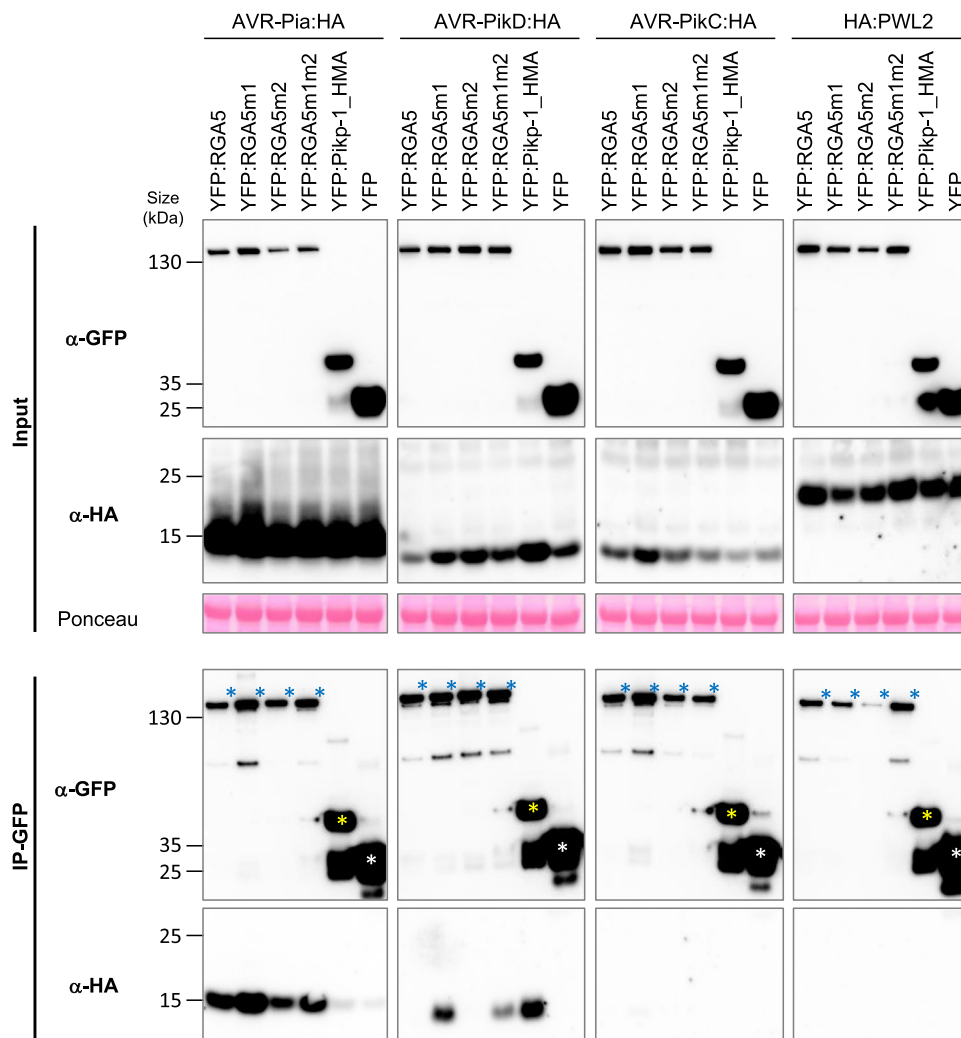 AVR-Pia:HA AVR-PikD:HA AVR-PikC:HA HA:PWL2
YFP:RGA5 YFP:RGA5m1 YFP:RGA5m2 YFP:RGA5m1m2 YFP:Pikp-1_HMA YFP YFP:RGA5 YFP:RGA5m1 YFP:RGA5m2 YFP:RGA5m1m2 YFP:Pikp-1_HMA YFP YFP:RGA5 YFP:RGA5m1 YFP:RGA5m2 YFP:RGA5m1m2 YFP:Pikp-1_HMA YFP YFP:RGA5 YFP:RGA5m1 YFP:RGA5m2 YFP:RGA5m1m2 YFP:Pikp-1_HMA YFP
Size
(kDa)
Input
130
α-GFP
35
25
25
α-HA
15
Ponceau
IP-GFP
* * * * * * * * * * * * * * * *
130
α-GFP
* * * *
35
* * * *
25
25
α-HA
15